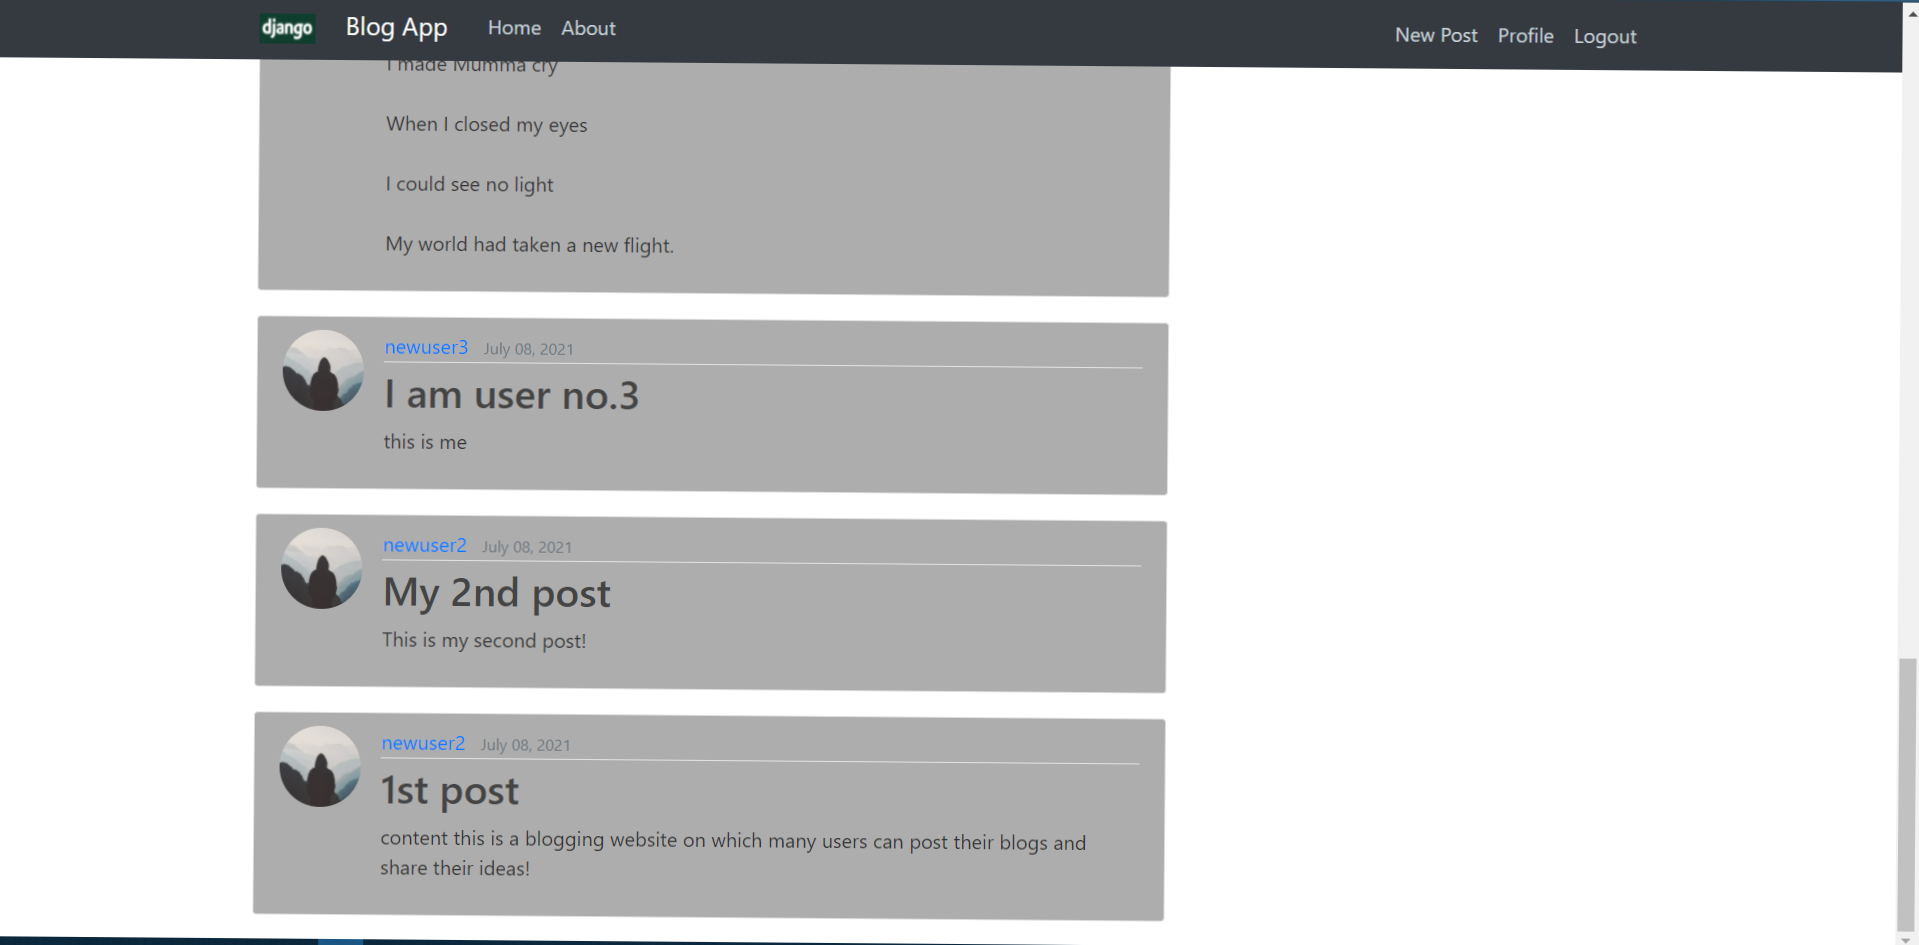 django Blog App Home About New Post Profile Logout
I made Mumma cry
When I closed my eyes
I could see no light
My world had taken a new flight.
newuser3 July 08, 2021
I am user no.3
this is me
newuser2 July 08, 2021
My 2nd post
This is my second post!
newuser2 July 08, 2021
1st post
content this is a blogging website on which many users can post their blogs and
share their ideas!